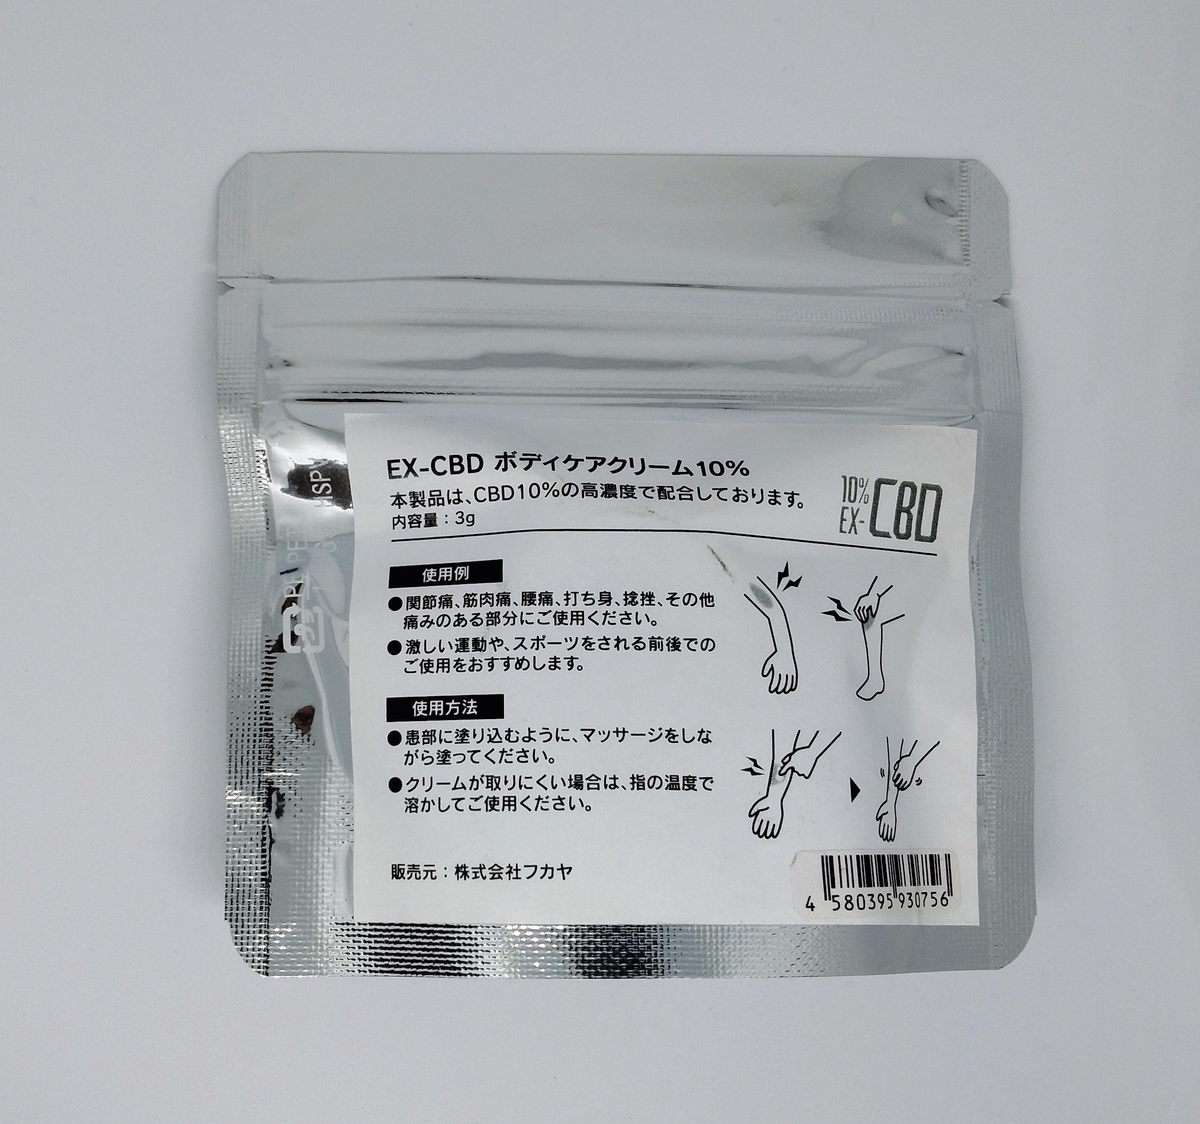 EX-CBD ボディケアクリーム10%
本製品は、CBD10%の高濃度で配合しております。
内容量：3g
10%
EX-CBD
使用例
●関節痛、筋肉痛、腰痛、打ち身、捻挫、その他
痛みのある部分にご使用ください。
●激しい運動や、スポーツをされる前後での
ご使用をおすすめします。
使用方法
●患部に塗り込むように、マッサージをしな
がら塗ってください。
●クリームが取りにくい場合は、指の温度で
溶かしてご使用ください。
販売元：株式会社フカヤ
4 580395 930756